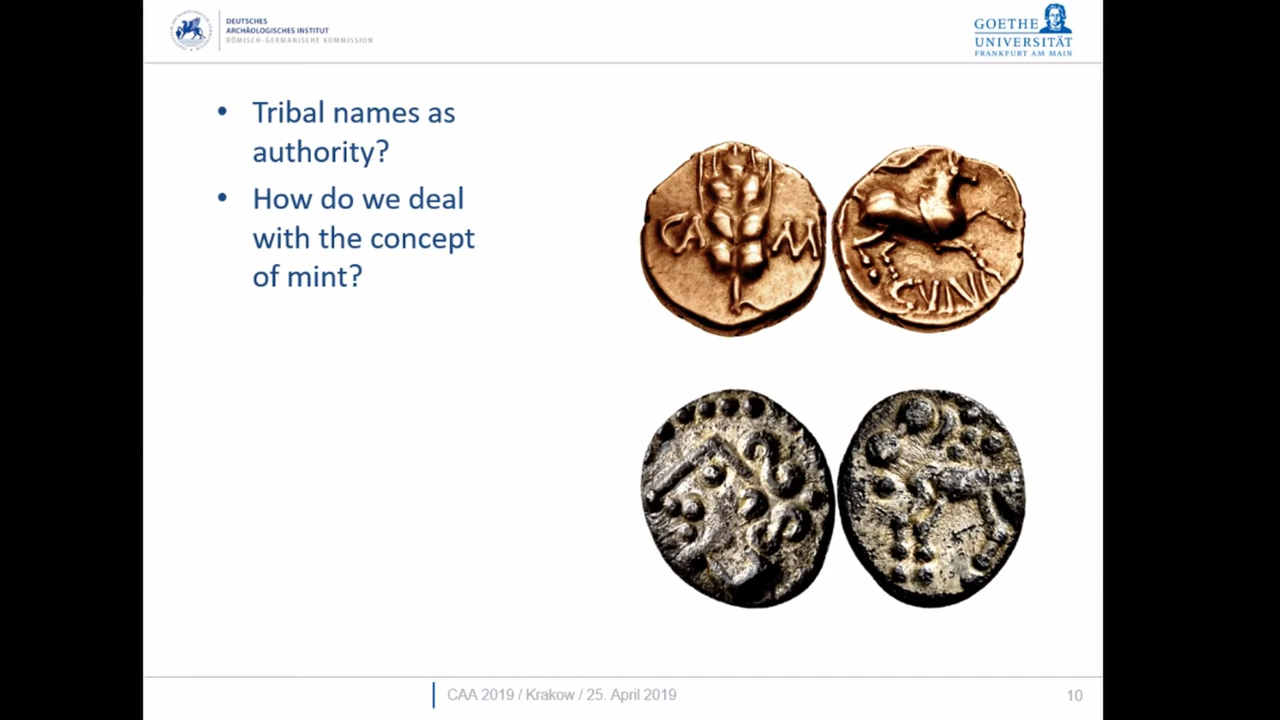 DEUTSCHES
ARCHÄOLOGISCHES INSTITUT
RÖMISCH-GERMANISCHE KOMMISSION
GOETHE
UNIVERSITÄT
FRANKFURT AM MAIN
• Tribal names as
authority?
• How do we deal
with the concept
of mint?
CA M
CVNI
CAA 2019 / Krakow / 25. April 2019
10